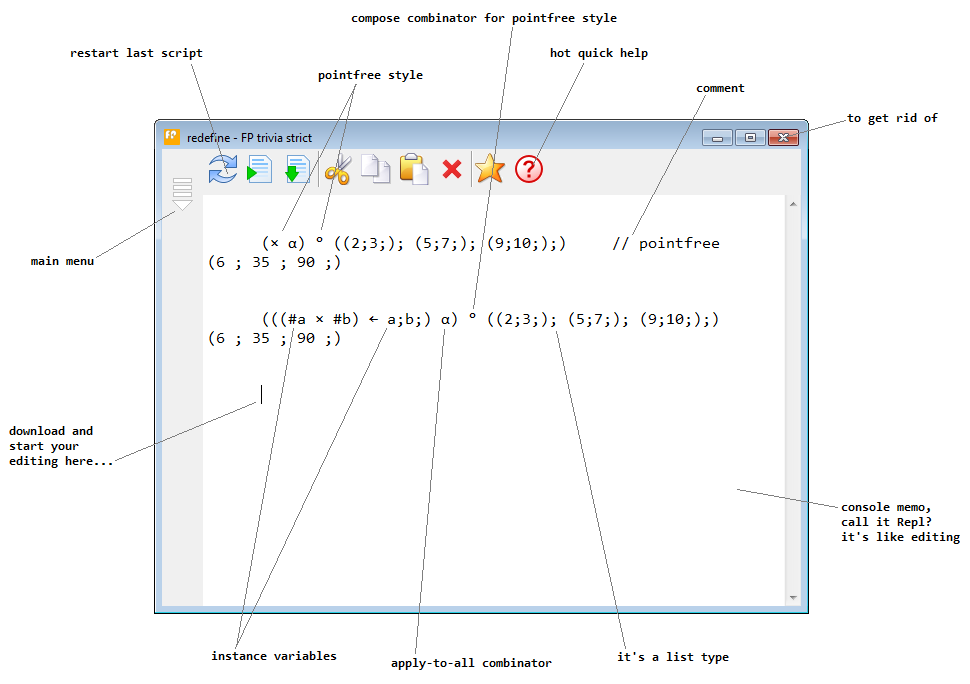 compose combinator for pointfree style
restart last script
hot quick help
pointfree style
comment
to get rid of
FP
redefine - FP trivia strict
?
(× α) ° ((2;3;); (5;7;); (9;10;);) // pointfree
(6 ; 35 ; 90 ;)
main menu
(((#a × #b) ← a;b;) α) ° ((2;3;); (5;7;); (9;10;);)
(6 ; 35 ; 90 ;)
download and
start your
editing here...
console memo,
call it Repl?
it's like editing
instance variables
apply-to-all combinator
it's a list type